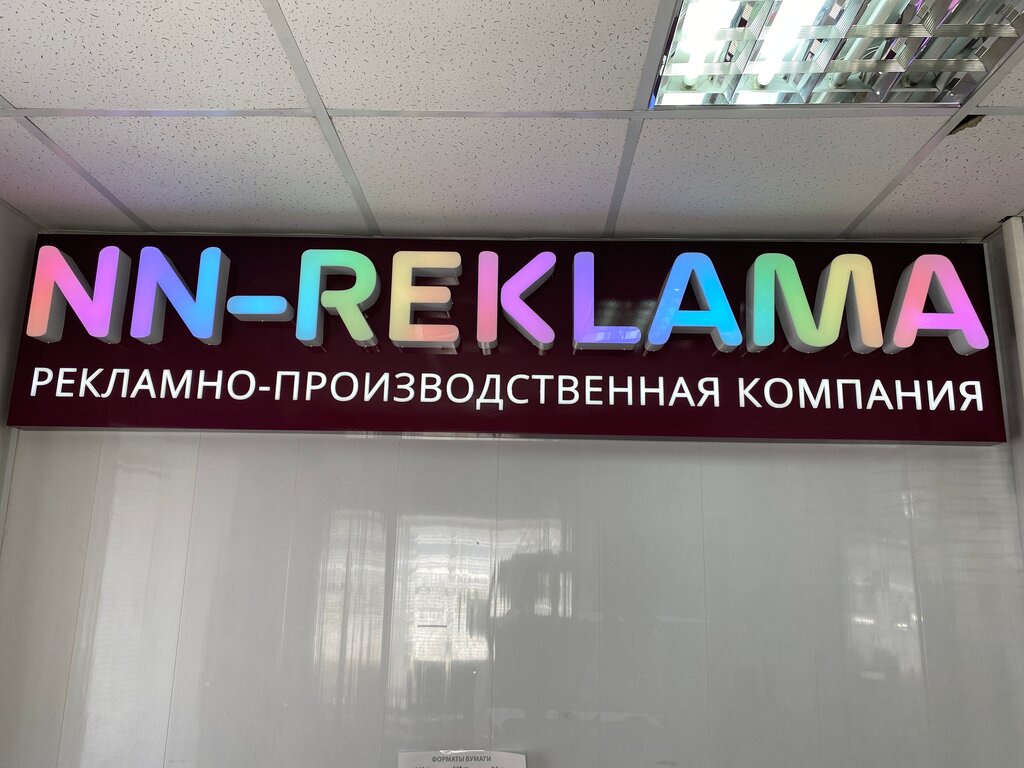 NN-REKLAMA
РЕКЛАМНО-ПРОИЗВОДСТВЕННАЯ КОМПАНИЯ
ФОРМАТЫ БУМАГИ